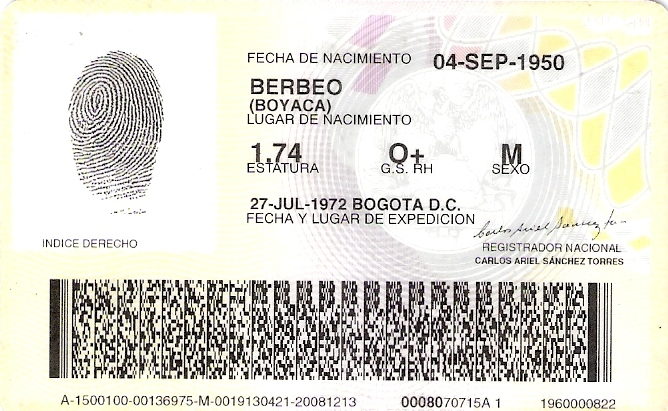 FECHA DE NACIMIENTO 04-SEP-1950
BERBEO
(BOYACA)
LUGAR DE NACIMIENTO
1.74 O+ M
ESTATURA G.S. RH SEXO
27-JUL-1972 BOGOTA D.C.
FECHA Y LUGAR DE EXPEDICION
INDICE DERECHO
REGISTRADOR NACIONAL
CARLOS ARIEL SÁNCHEZ TORRES
A-1500100-00136975-M-0019130421-20081213 0008070715A 1 1960000822